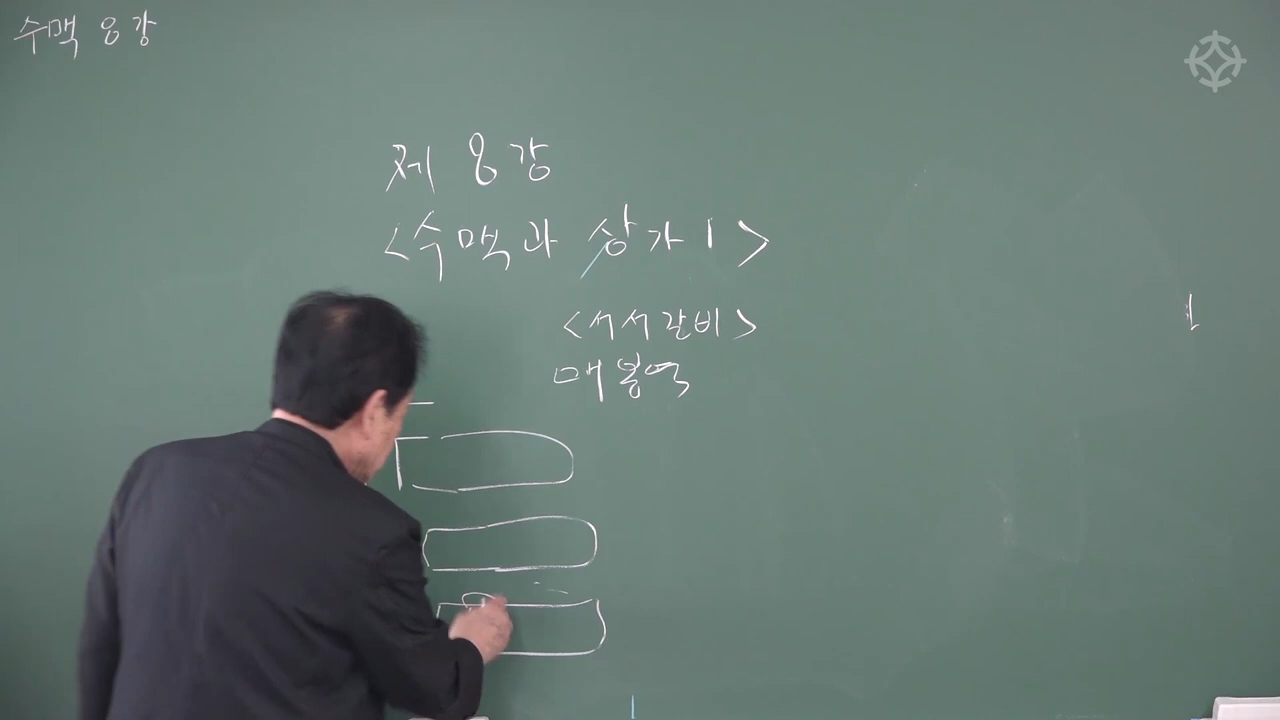 수맥 8강
제 8강
<수맥과 상가 1>
<서서갈비>
매봉역